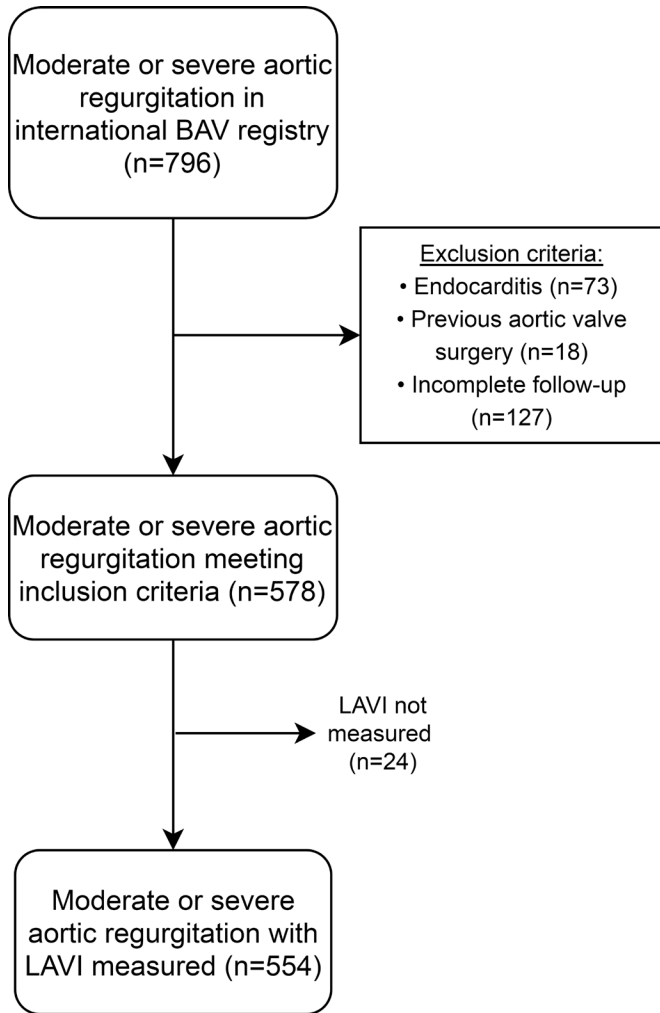 Moderate or severe aortic
regurgitation in
international BAV registry
(n=796)
Exclusion criteria:
• Endocarditis (n=73)
• Previous aortic valve
surgery (n=18)
• Incomplete follow-up
(n=127)
Moderate or severe aortic
regurgitation meeting
inclusion criteria (n=578)
LAVI not
measured
(n=24)
Moderate or severe
aortic regurgitation with
LAVI measured (n=554)